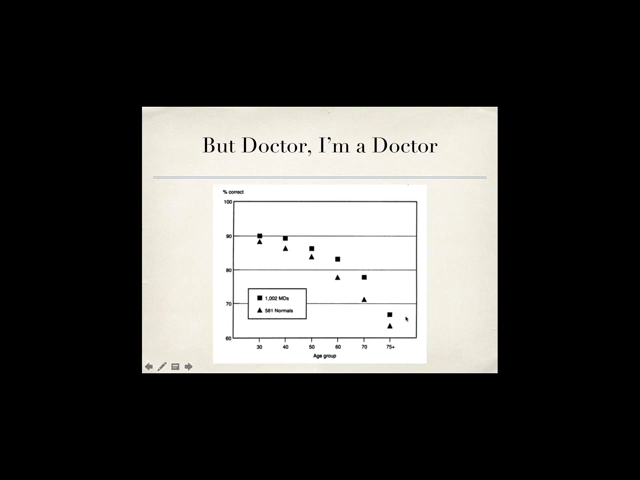 But Doctor, I'm a Doctor
% correct
100
90
80
70
60
1,002 MDs
581 Normals
30 40 50 60 70 75+
Age group